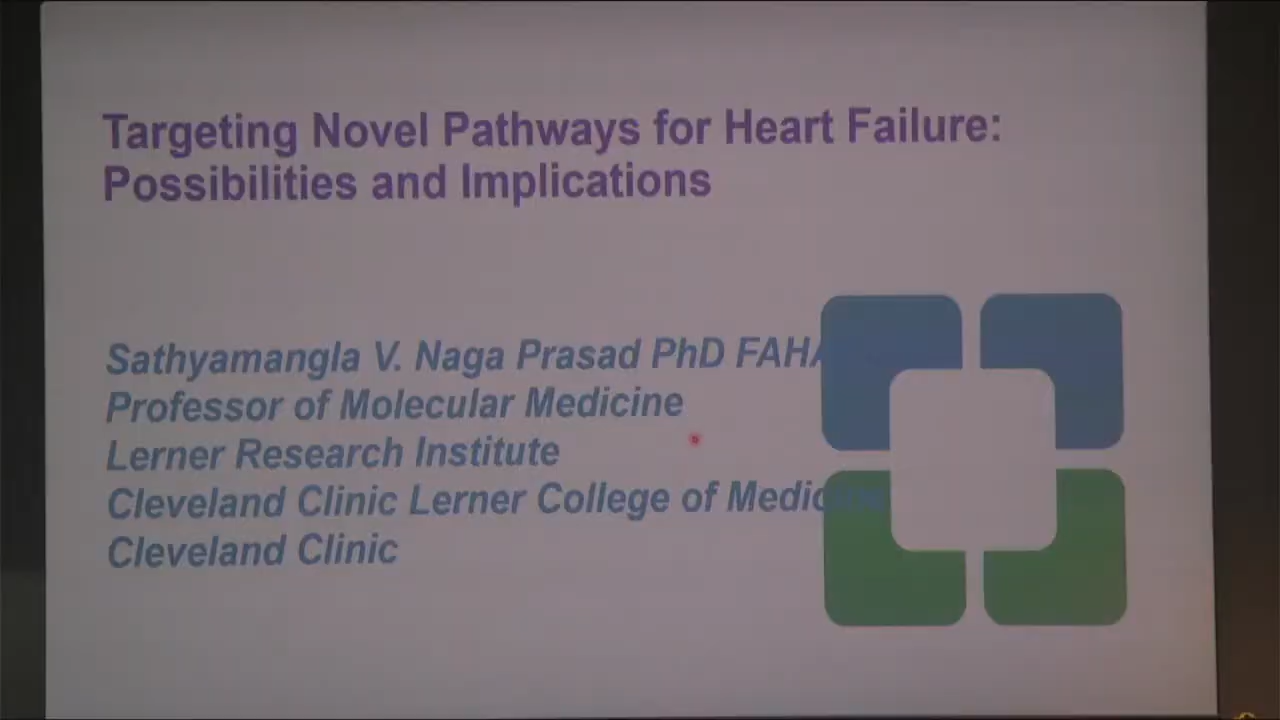 Targeting Novel Pathways for Heart Failure:
Possibilities and Implications
Sathyamangla V. Naga Prasad PhD FAHA
Professor of Molecular Medicine
Lerner Research Institute
Cleveland Clinic Lerner College of Medicine
Cleveland Clinic